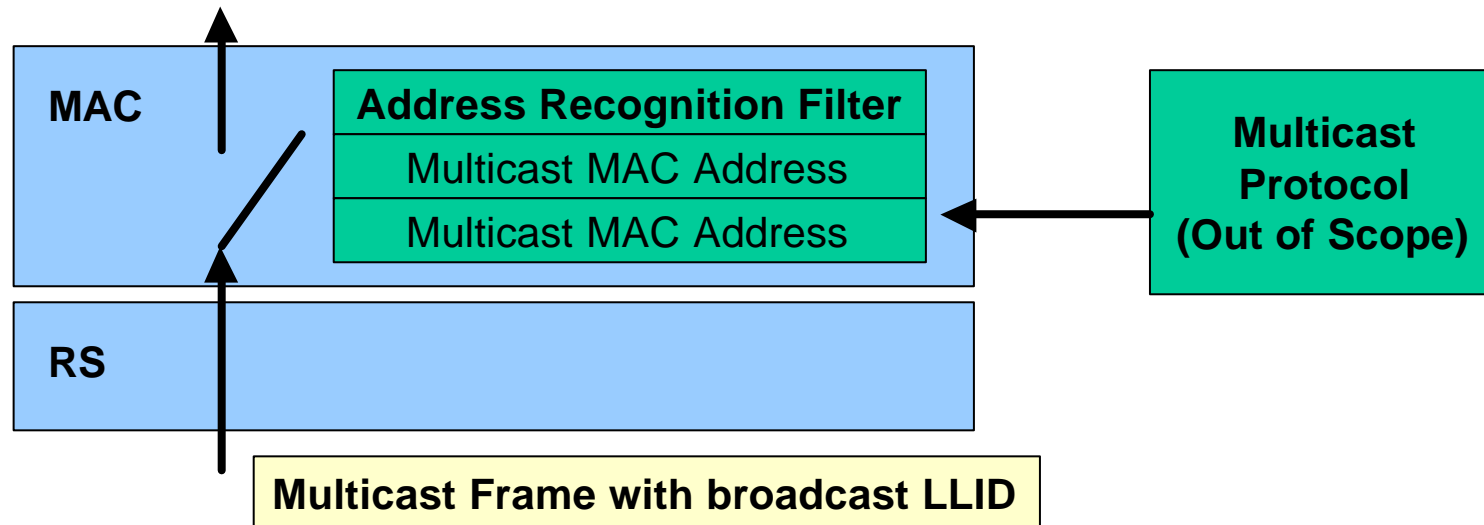 MAC
Address Recognition Filter
Multicast MAC Address
Multicast MAC Address
Multicast
Protocol
(Out of Scope)
RS
Multicast Frame with broadcast LLID